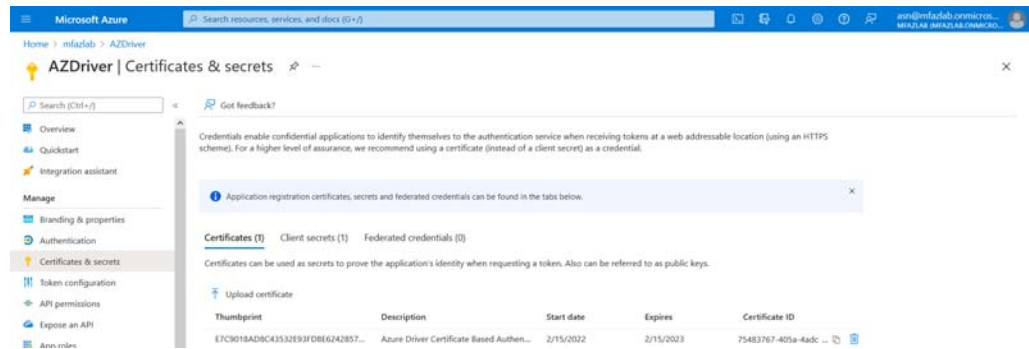 Microsoft Azure
Search resources, services, and docs (G+/)
asn@mfazlab.onmicros...
MFAZLAB (MFAZLAB.ONMICRO...
Home > mfazlab > AZDriver
AZDriver | Certificates & secrets
Search (Ctrl+/)
Got feedback?
Overview
Quickstart
Integration assistant
Manage
Branding & properties
Authentication
Certificates & secrets
Token configuration
API permissions
Expose an API
App roles
Credentials enable confidential applications to identify themselves to the authentication service when receiving tokens at a web addressable location (using an HTTPS
scheme). For a higher level of assurance, we recommend using a certificate (instead of a client secret) as a credential.
Application registration certificates, secrets and federated credentials can be found in the tabs below.
Certificates (1) Client secrets (1) Federated credentials (0)
Certificates can be used as secrets to prove the application's identity when requesting a token. Also can be referred to as public keys.
Upload certificate
Thumbprint Description Start date Expires Certificate ID
E7C9018AD8C43532E93FD8E6242857... Azure Driver Certificate Based Authen... 2/15/2022 2/15/2023 75483767-405a-4adc ...